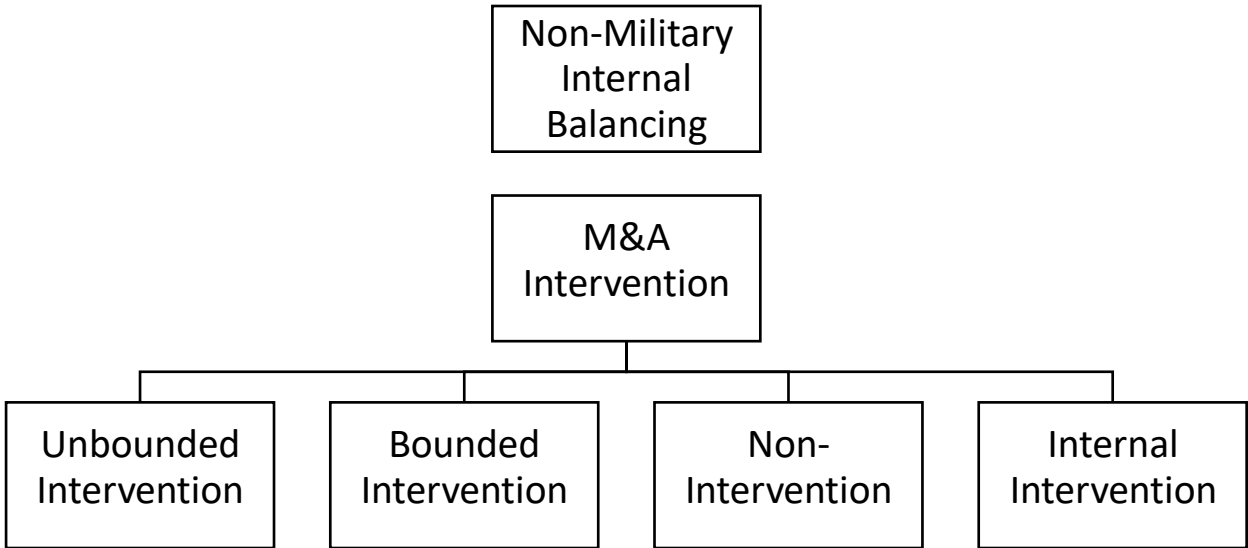 Non-Military
Internal
Balancing
M&A
Intervention
Unbounded
Intervention
Bounded
Intervention
Non-
Intervention
Internal
Intervention